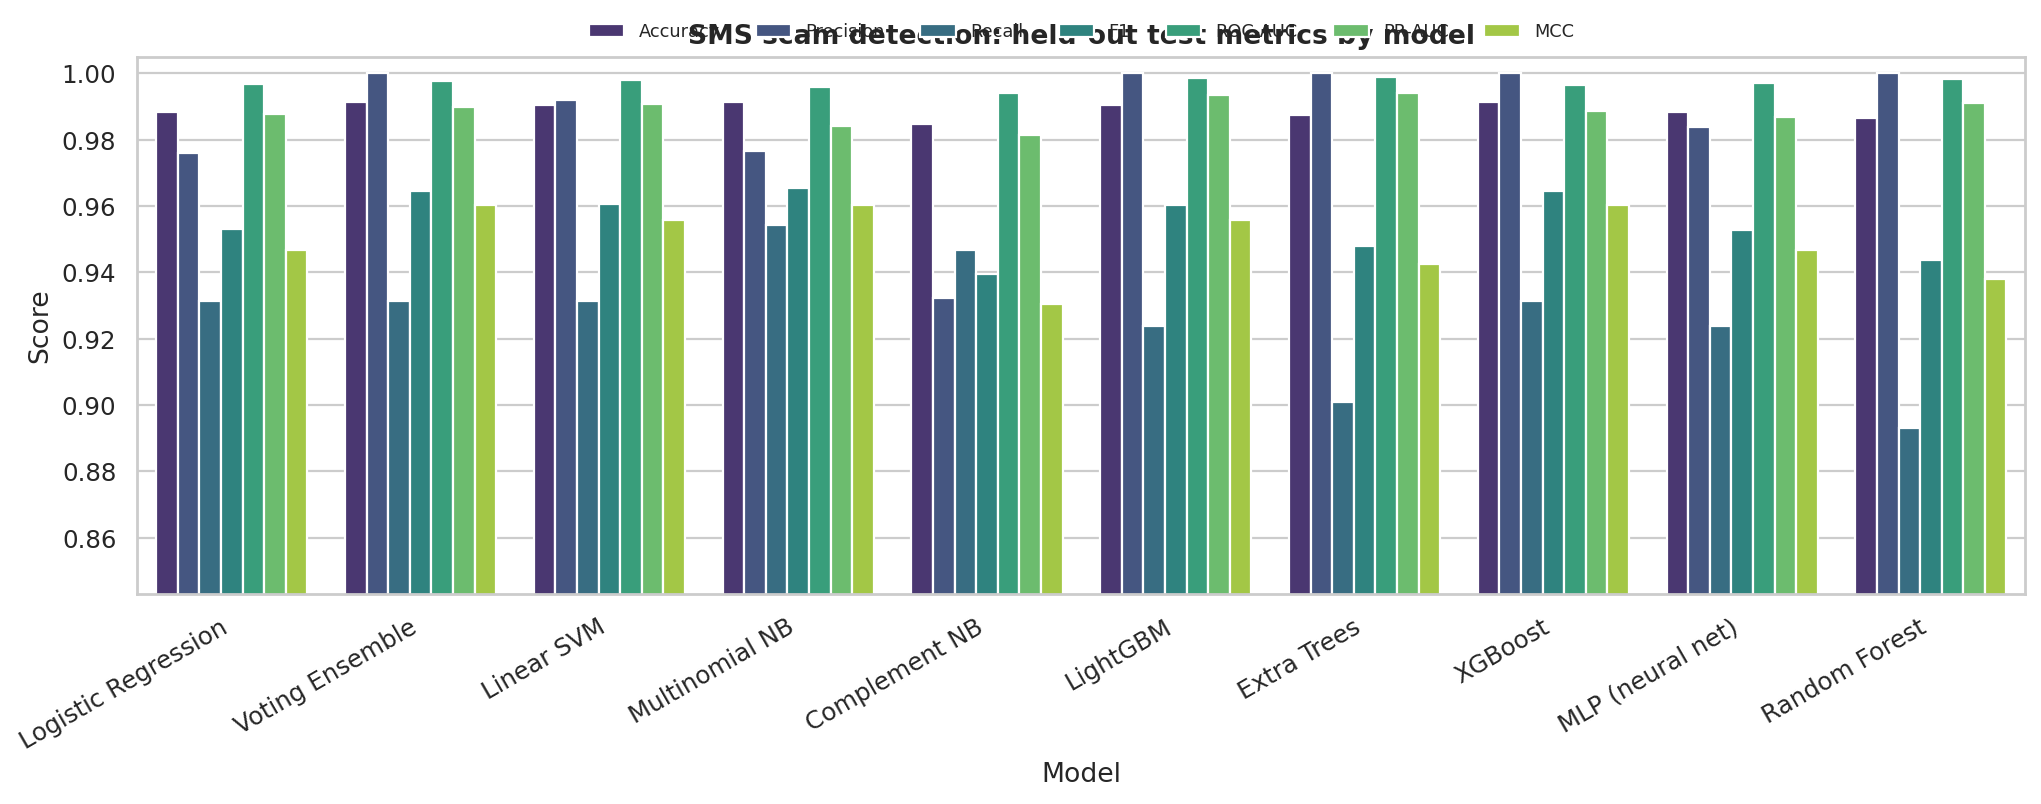 Accuracy Precision Recall F1 ROC-AUC PR-AUC MCC
SMS scam detection: held-out test metrics by model
1.00
0.98
0.96
0.94
0.92
0.90
0.88
0.86
Score
Logistic Regression
Voting Ensemble
Linear SVM
Multinomial NB
Complement NB
LightGBM
Extra Trees
XGBoost
MLP (neural net)
Random Forest
Model